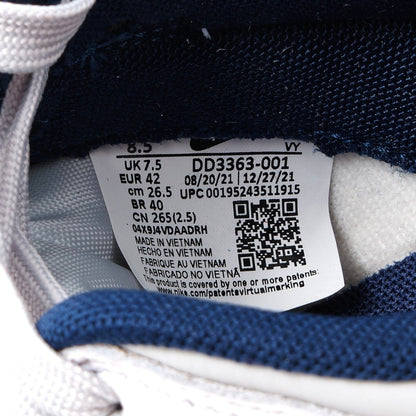 8.5 VY
UK 7.5 DD3363-001
EUR 42 08/20/21 12/27/21
cm 26.5 UPC 00195243511915
BR 40
CN 265(2.5)
04X9J4VDAADRH
MADE IN VIETNAM
HECHO EN VIETNAM
FABRIQUE AU VIETNAM
FABRICADO NO VIETNÃ
This product is covered by one or more patents.
www.nike.com/patentsvirtualmarking